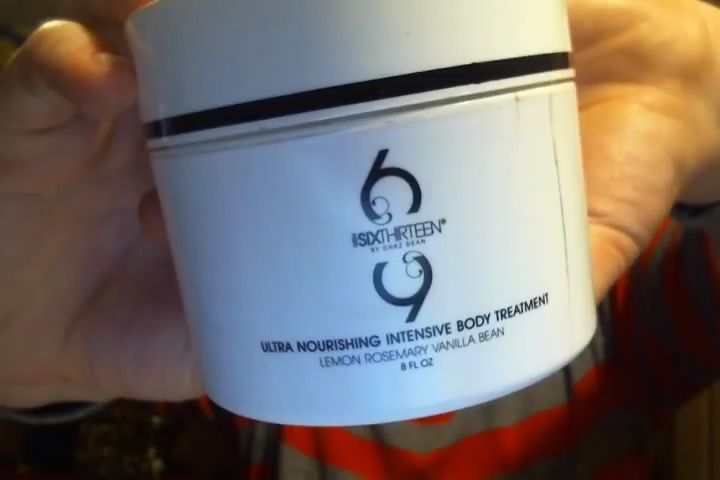 6
SIXTHIRTEEN®
BY CHAZ DEAN
9
ULTRA NOURISHING INTENSIVE BODY TREATMENT
LEMON ROSEMARY VANILLA BEAN
8 FL OZ